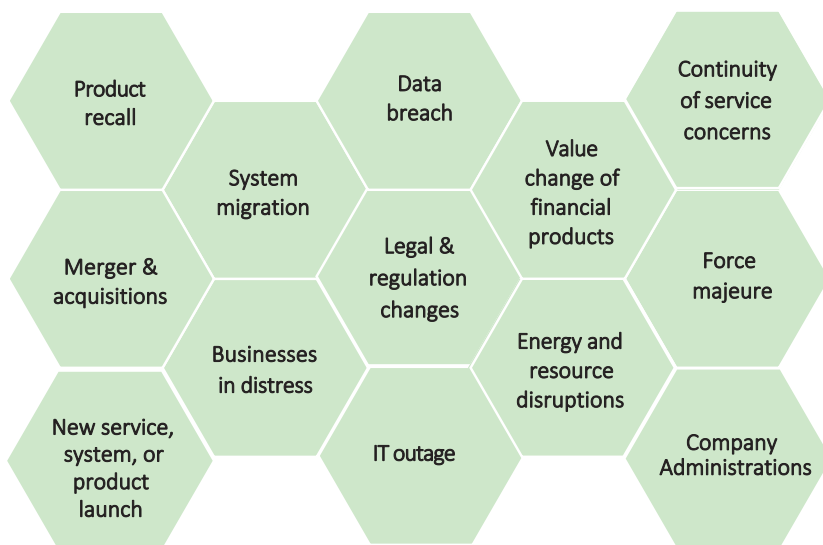 Product
recall
Data
breach
Continuity
of service
concerns
System
migration
Value
change of
financial
products
Merger &
acquisitions
Legal &
regulation
changes
Force
majeure
Businesses
in distress
Energy and
resource
disruptions
New service,
system, or
product
launch
IT outage
Company
Administrations